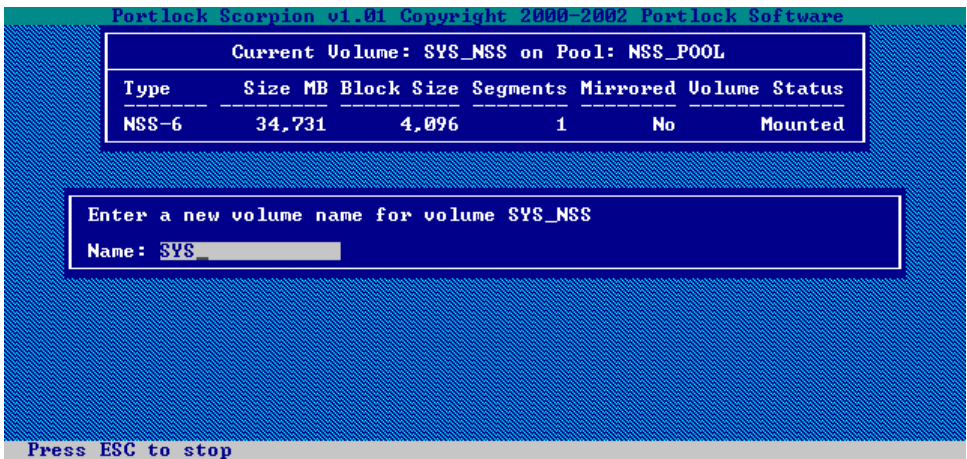 Portlock Scorpion v1.01 Copyright 2000-2002 Portlock Software
Current Volume: SYS_NSS on Pool: NSS_POOL
Type Size MB Block Size Segments Mirrored Volume Status
NSS-6 34,731 4,096 1 No Mounted
Enter a new volume name for volume SYS_NSS
Name: SYS_
Press ESC to stop